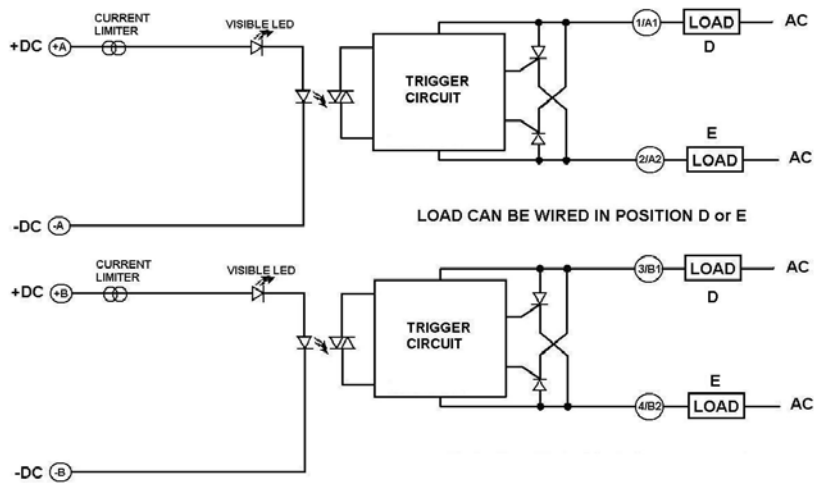 CURRENT
LIMITER
VISIBLE LED
+DC
+A
TRIGGER
CIRCUIT
1/A1
LOAD
AC
D
E
2/A2
LOAD
AC
-DC
-A
LOAD CAN BE WIRED IN POSITION D or E
CURRENT
LIMITER
VISIBLE LED
+DC
+B
TRIGGER
CIRCUIT
3/B1
LOAD
AC
D
E
4/B2
LOAD
AC
-DC
-B